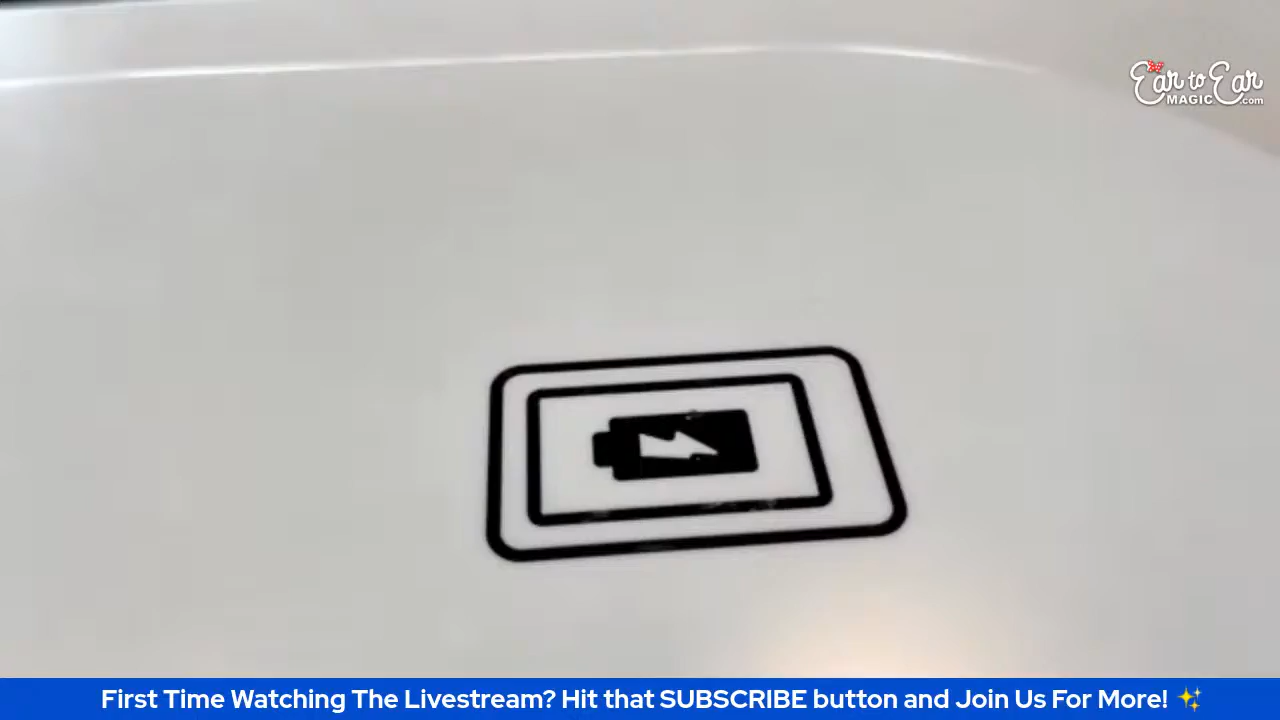 Ear to Ear
MAGIC.com
First Time Watching The Livestream? Hit that SUBSCRIBE button and Join Us For More! ✨